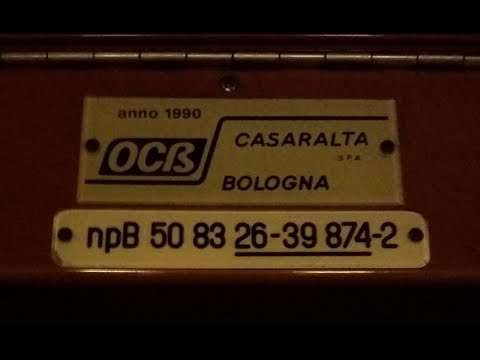 anno 1990
OCB CASARALTA
SPA
BOLOGNA
npB 50 83 26-39 874-2